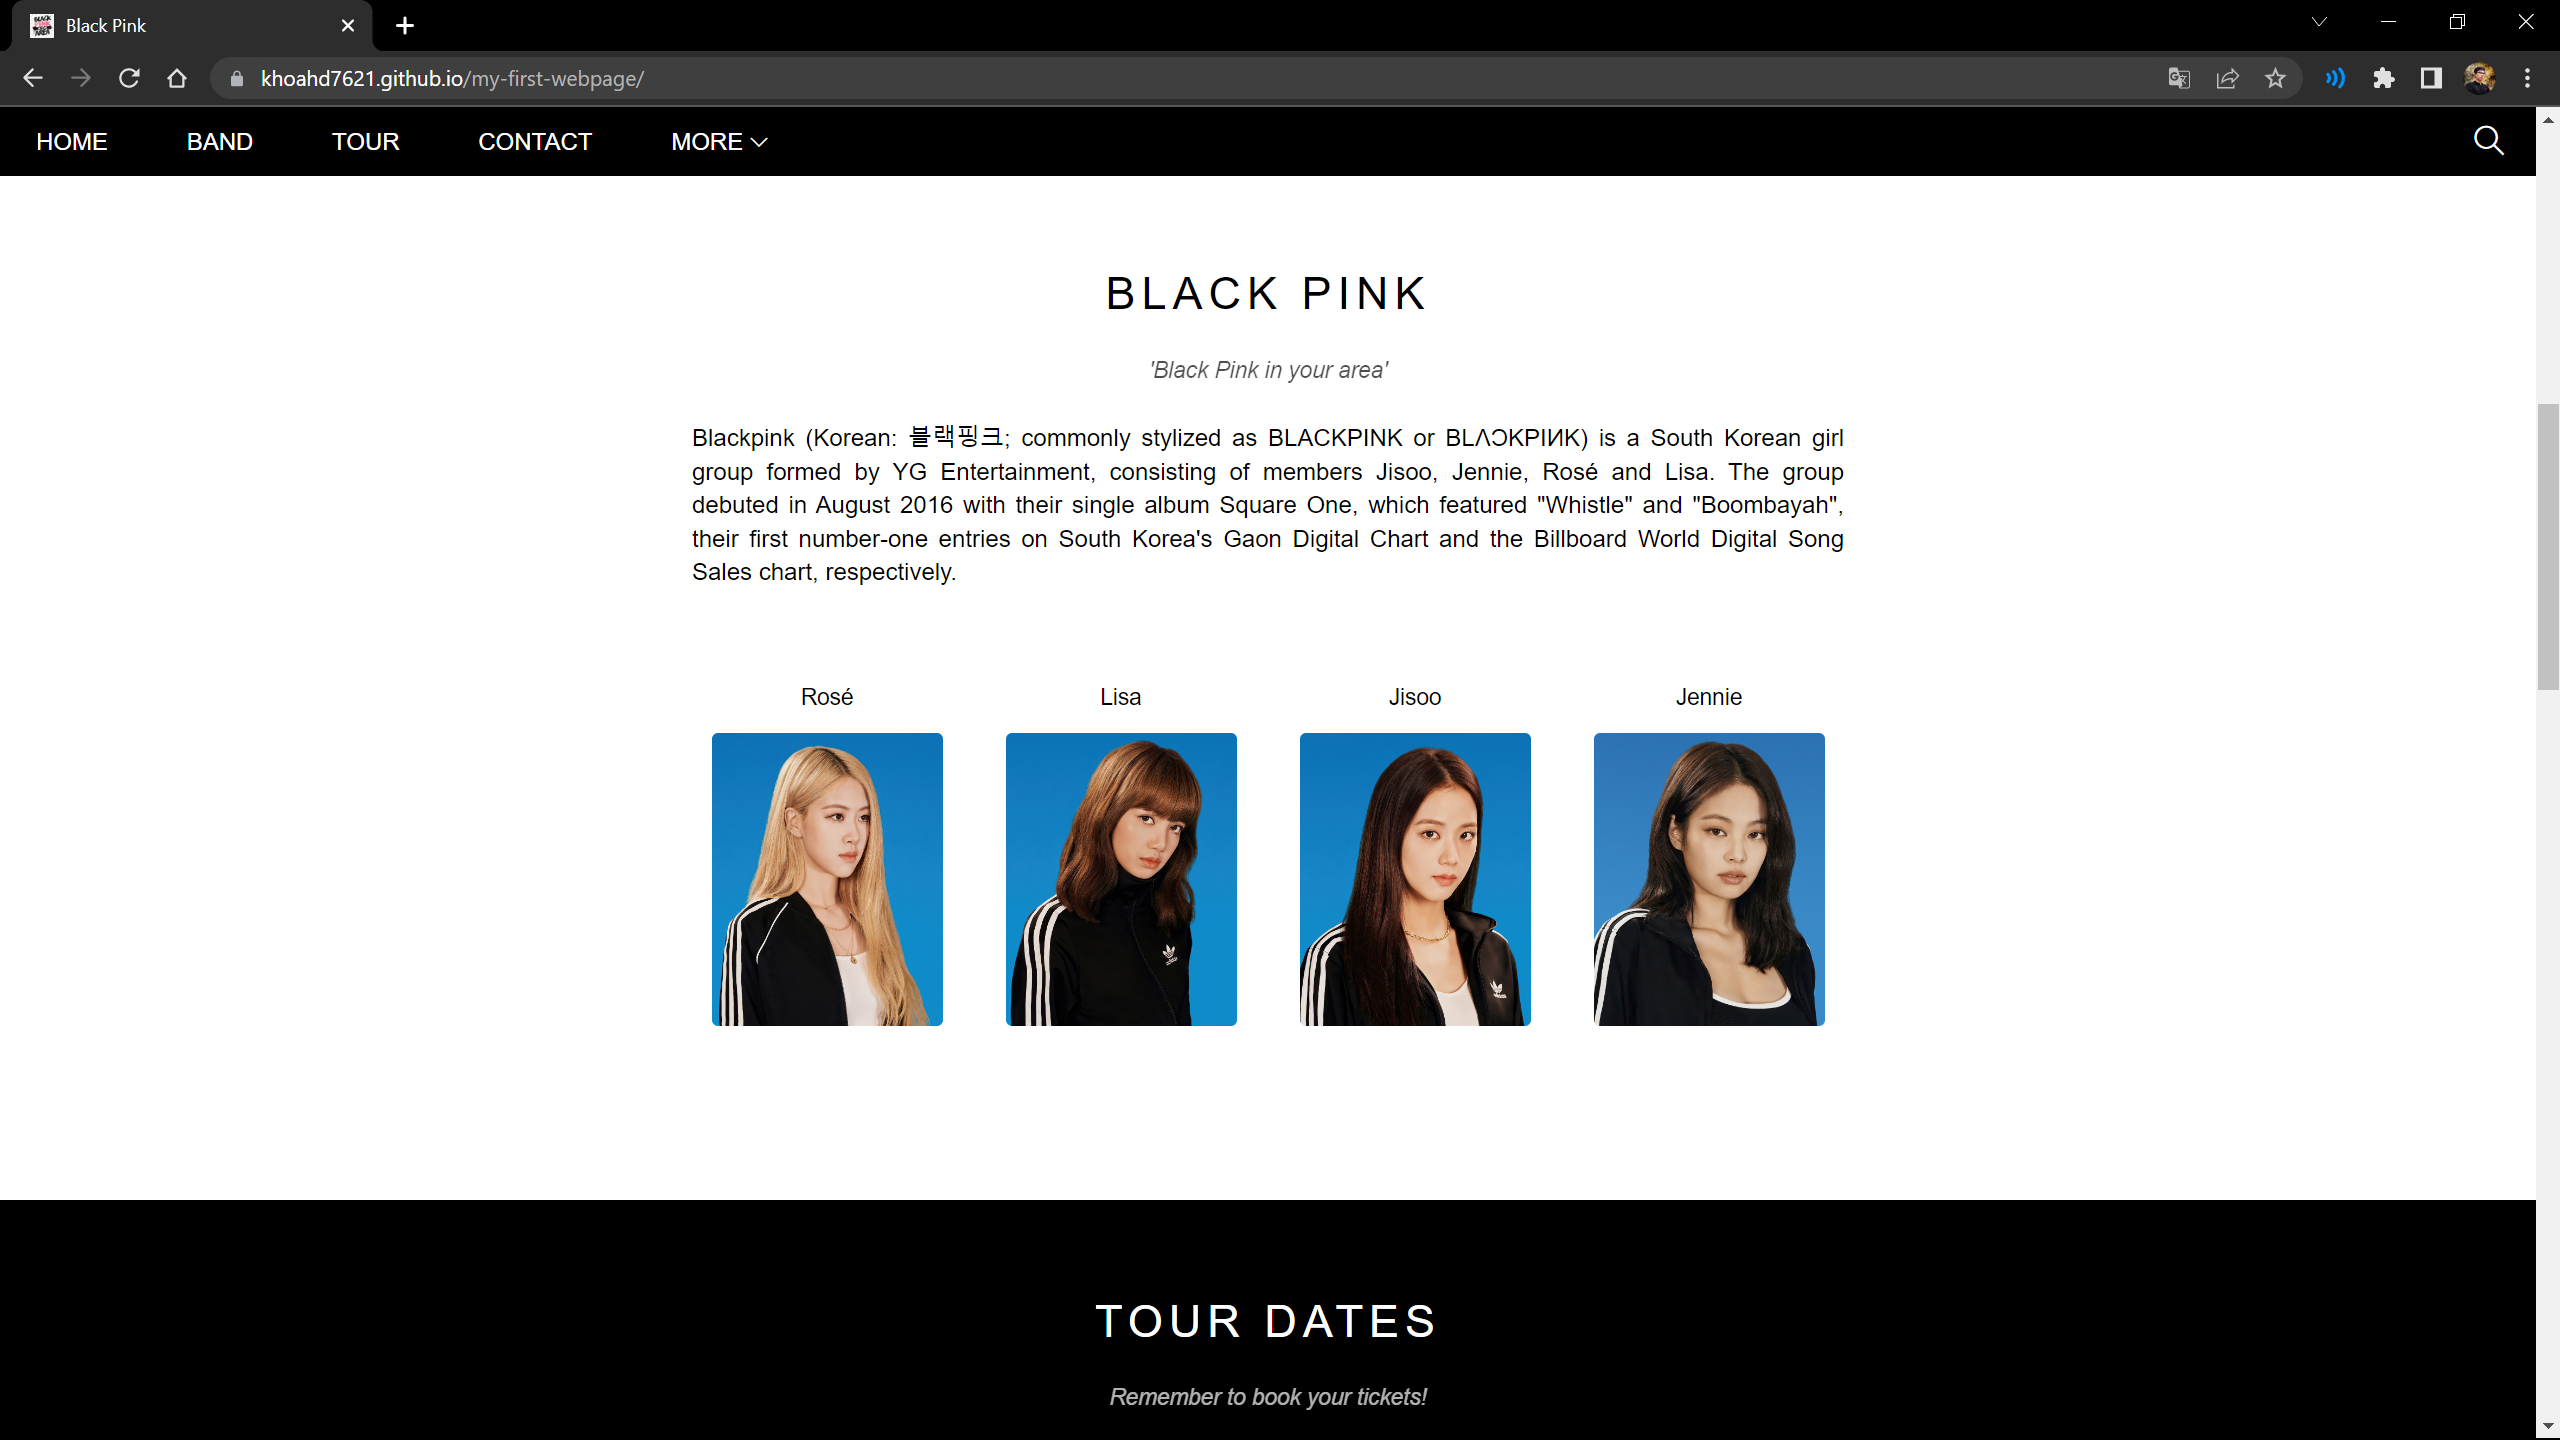 Black Pink
khoahd7621.github.io/my-first-webpage/
HOME BAND TOUR CONTACT MORE
BLACK PINK
'Black Pink in your area'
Blackpink (Korean: 블랙핑크; commonly stylized as BLACKPINK or BLΛƆKPIИK) is a South Korean girl
group formed by YG Entertainment, consisting of members Jisoo, Jennie, Rosé and Lisa. The group
debuted in August 2016 with their single album Square One, which featured "Whistle" and "Boombayah",
their first number-one entries on South Korea's Gaon Digital Chart and the Billboard World Digital Song
Sales chart, respectively.
Rosé Lisa Jisoo Jennie
TOUR DATES
Remember to book your tickets!